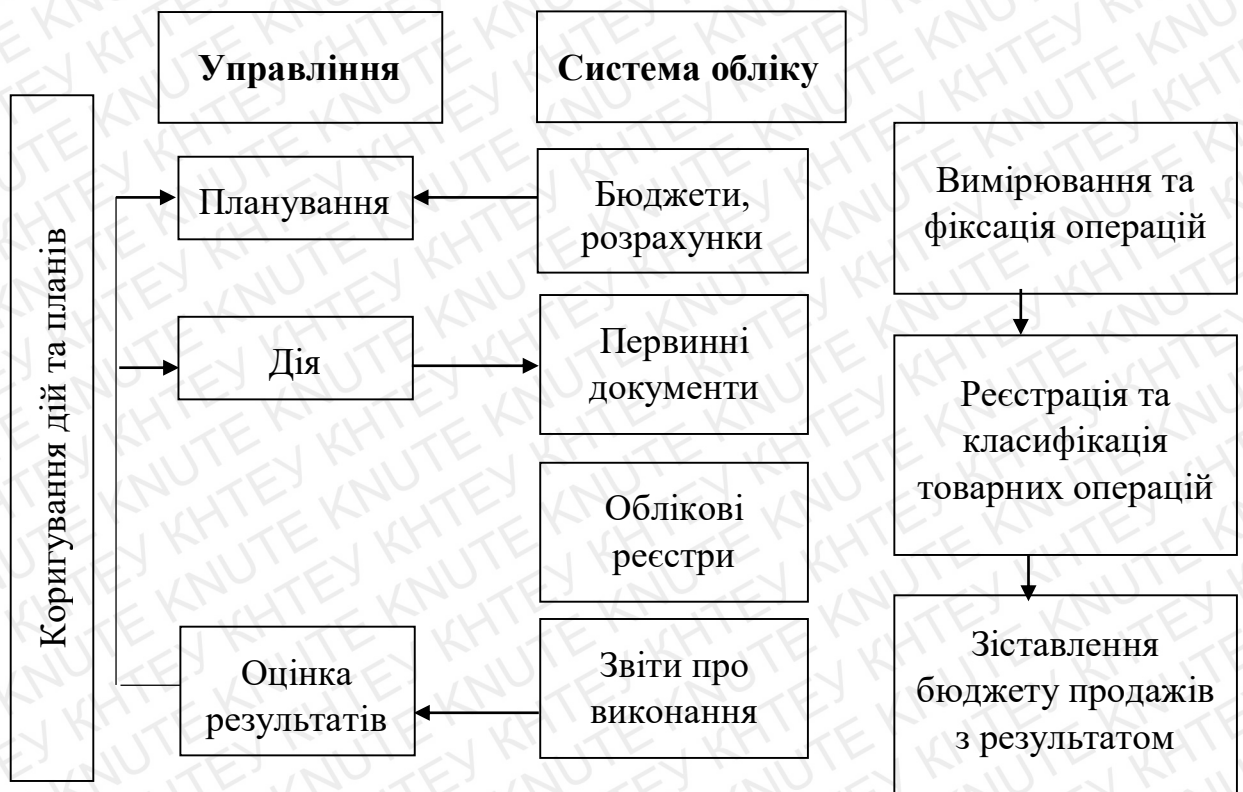 Управління
Система обліку
Коригування дій та планів
Планування
Бюджети,
розрахунки
Вимірювання та
фіксація операцій
Дія
Первинні
документи
Реєстрація та
класифікація
товарних операцій
Облікові
реєстри
Оцінка
результатів
Звіти про
виконання
Зіставлення
бюджету продажів
з результатом